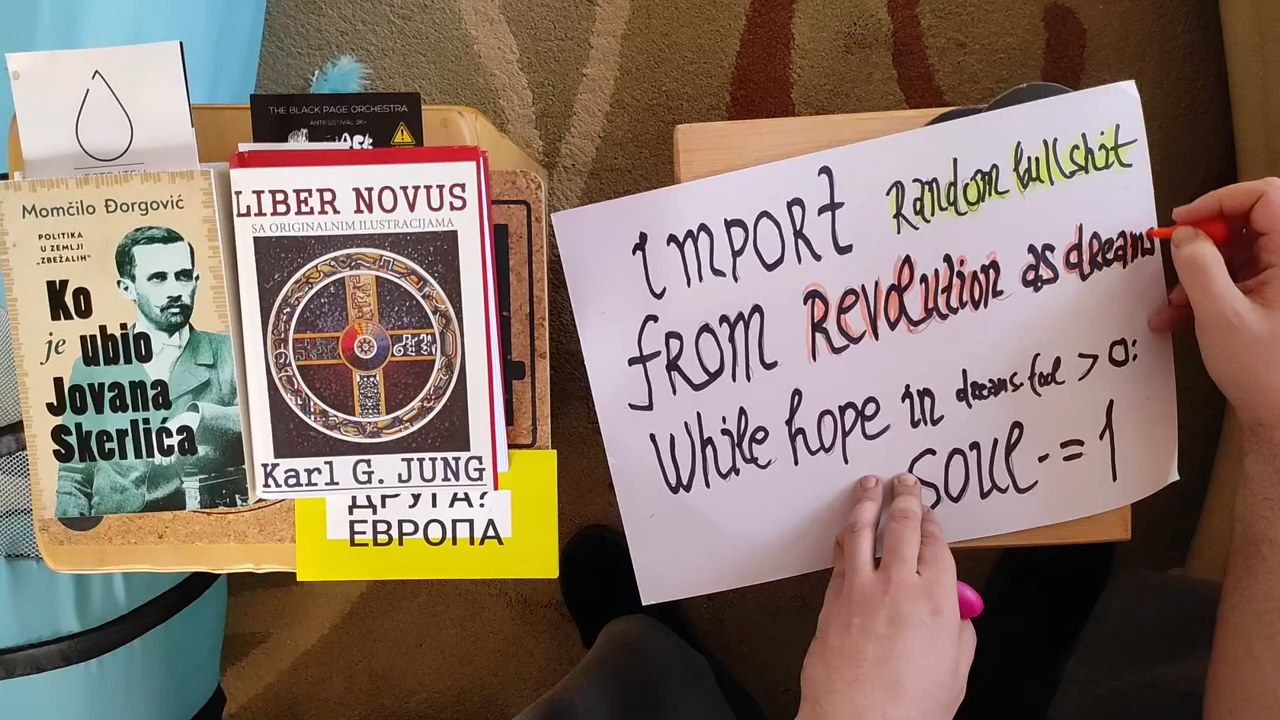 THE BLACK PAGE ORCHESTRA
Momčilo Đorgović
POLITIKA
U ZEMLJI
„ZBEŽALIH”
Ko
je ubio
Jovana
Skerlića
LIBER NOVUS
SA ORIGINALNIM ILUSTRACIJAMA
Karl G. JUNG
ДРУГА?
ЕВРОПА
import Random bullshit
from Revolution as dreams
While hope in dreams.fool > 0:
SOUL -= 1